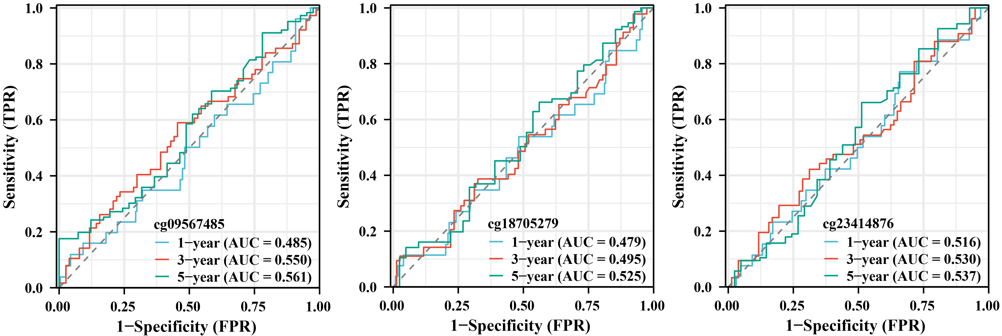 1.0
0.8
0.6
0.4
0.2
0.0
Sensitivity (TPR)
cg09567485
1−year (AUC = 0.485)
3−year (AUC = 0.550)
5−year (AUC = 0.561)
0.00 0.25 0.50 0.75 1.00
1−Specificity (FPR)
1.0
0.8
0.6
0.4
0.2
0.0
Sensitivity (TPR)
cg18705279
1−year (AUC = 0.479)
3−year (AUC = 0.495)
5−year (AUC = 0.525)
0.00 0.25 0.50 0.75 1.00
1−Specificity (FPR)
1.0
0.8
0.6
0.4
0.2
0.0
Sensitivity (TPR)
cg23414876
1−year (AUC = 0.516)
3−year (AUC = 0.530)
5−year (AUC = 0.537)
0.00 0.25 0.50 0.75 1.00
1−Specificity (FPR)